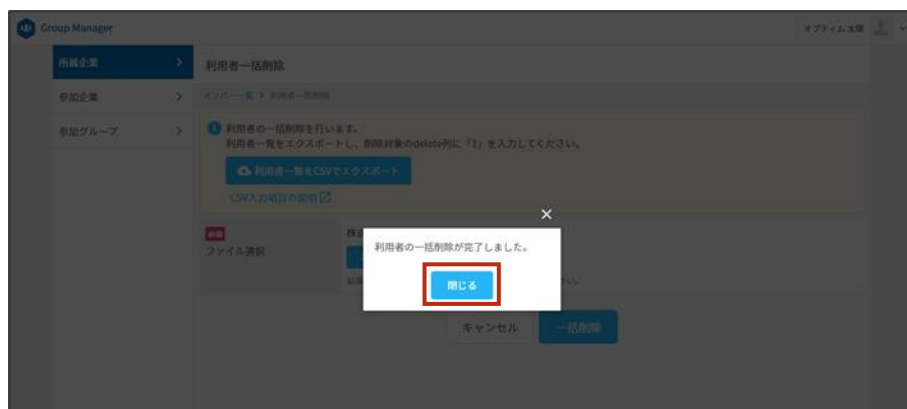 Group Manager
オプティム 太郎
所属企業
利用者一括削除
参加企業
メンバー一覧 > 利用者一括削除
参加グループ
利用者の一括削除を行います。
利用者一覧をエクスポートし、削除対象のdelete列に「1」を入力してください。
利用者一覧をCSVでエクスポート
CSV入力項目の説明
必須
ファイル選択
株式
利用者の一括削除が完了しました。
閉じる
さい。
キャンセル
一括削除